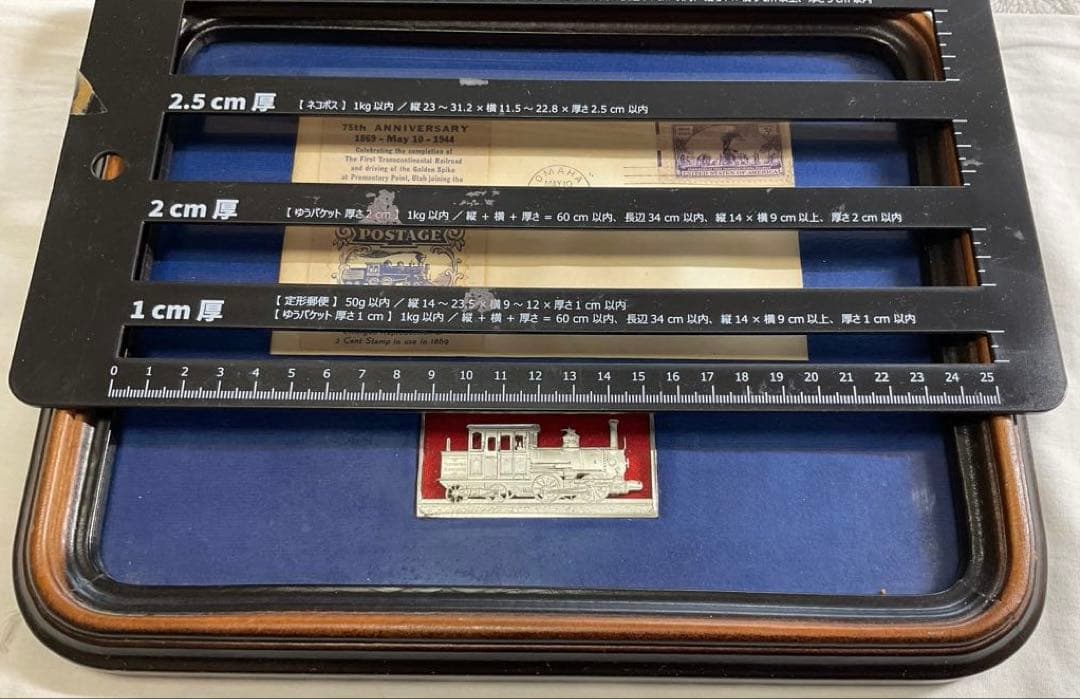 2.5 cm 厚 【 ネコポス 】 1kg 以内 ／ 縦 23 ～ 31.2 × 横 11.5 ～ 22.8 × 厚さ 2.5 cm 以内
75th ANNIVERSARY
1869 - May 10 - 1944
Celebrating the completion of
The First Transcontinental Railroad
and driving of the Golden Spike
at Promontory Point, Utah joining the
OMAHA
MAY 10
UNITED STATES OF AMERICA
2 cm 厚 【 ゆうパケット 厚さ 2 cm 】 1kg 以内 ／ 縦 + 横 + 厚さ = 60 cm 以内、長辺 34 cm 以内、縦 14 × 横 9 cm 以上、厚さ 2 cm 以内
POSTAGE
1 cm 厚 【 定形郵便 】 50g 以内 ／ 縦 14 ～ 23.5 × 横 9 ～ 12 × 厚さ 1 cm 以内
【 ゆうパケット 厚さ 1 cm 】 1kg 以内 ／ 縦 + 横 + 厚さ = 60 cm 以内、長辺 34 cm 以内、縦 14 × 横 9 cm 以上、厚さ 1 cm 以内
3 Cent Stamp in use in 1869
0 1 2 3 4 5 6 7 8 9 10 11 12 13 14 15 16 17 18 19 20 21 22 23 24 25